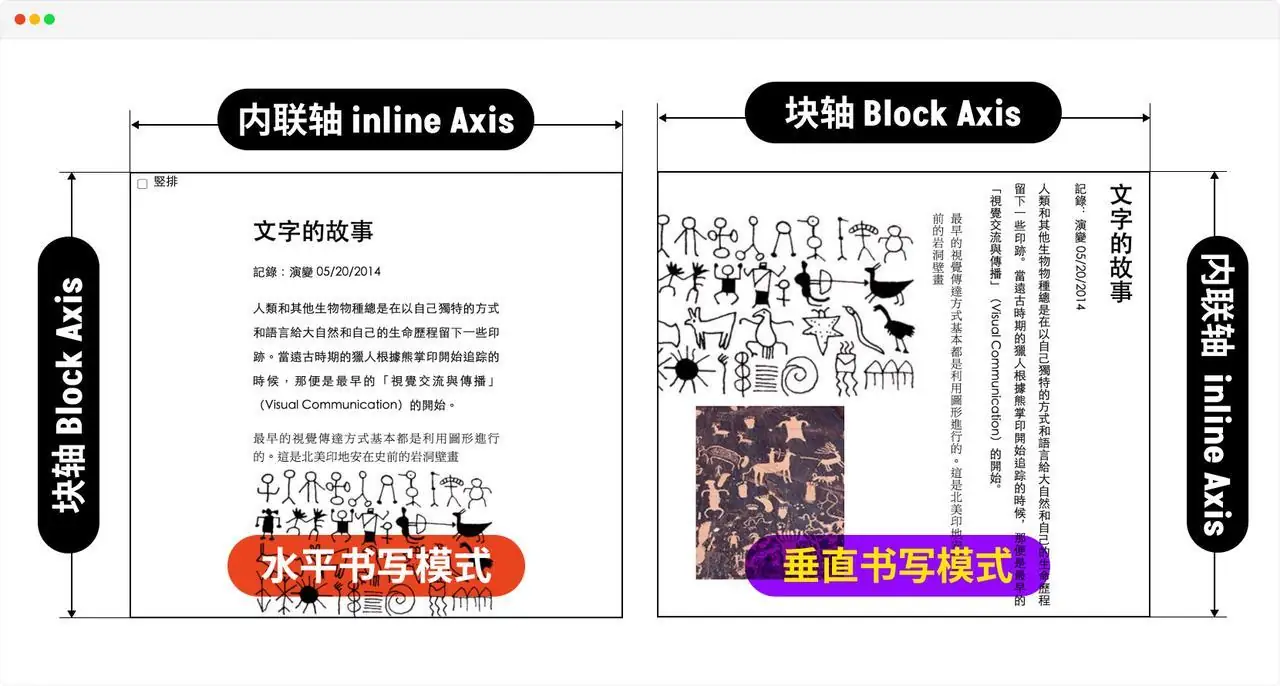 内联轴 inline Axis
块轴 Block Axis
竪排
文字的故事
記錄：演變 05/20/2014
人類和其他生物物種總是在以自己獨特的方式
和語言給大自然和自己的生命歷程留下一些印
跡。當遠古時期的獵人根據熊掌印開始追踪的
時候，那便是最早的「視覺交流與傳播」
（Visual Communication）的開始。
最早的視覺傳達方式基本都是利用圖形進行
的。這是北美印地安在史前的岩洞壁畫
水平书写模式
块轴 Block Axis
内联轴 inline Axis
文字的故事
記錄：演變 05/20/2014
人類和其他生物物種總是在以自己獨特的方式和語言給大自然和自己的生命歷程
留下一些印跡。當遠古時期的獵人根據熊掌印開始追踪的時候，那便是最早的
「視覺交流與傳播」（Visual Communication）的開始。
最早的視覺傳達方式基本都是利用圖形進行的。這是北美印地
前的岩洞壁畫
垂直书写模式